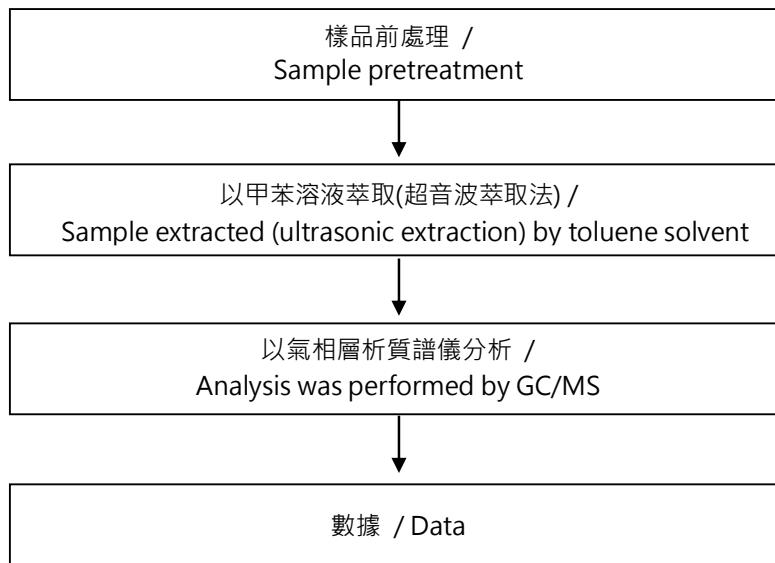 樣品前處理 /
Sample pretreatment
以甲苯溶液萃取(超音波萃取法) /
Sample extracted (ultrasonic extraction) by toluene solvent
以氣相層析質譜儀分析 /
Analysis was performed by GC/MS
數據 / Data